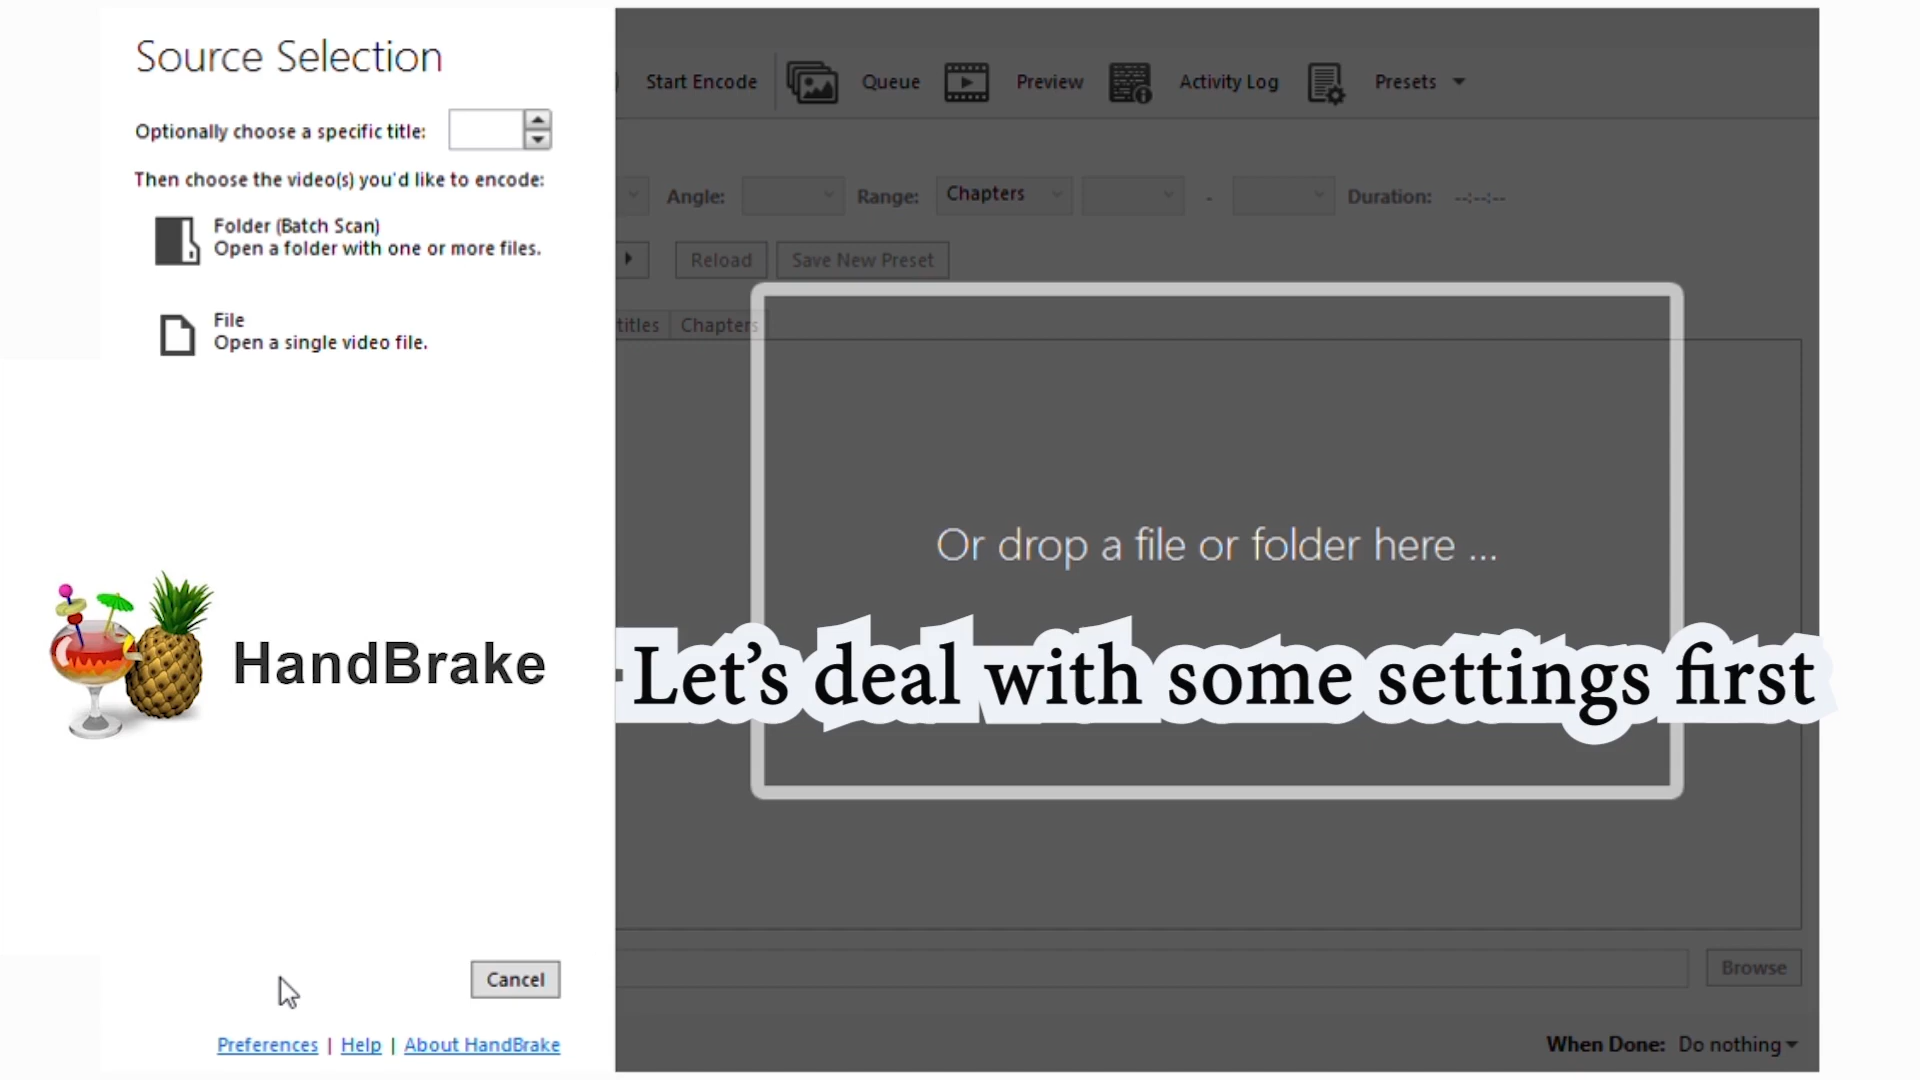 Source Selection
Start Encode
Queue
Preview
Activity Log
Presets
Optionally choose a specific title:
Then choose the video(s) you'd like to encode:
Angle:
Range:
Chapters
-
Duration:
--:--:--
Folder (Batch Scan)
Open a folder with one or more files.
Reload
Save New Preset
File
Open a single video file.
titles
Chapters
Or drop a file or folder here ...
HandBrake
Let’s deal with some settings first
Cancel
Browse
Preferences | Help | About HandBrake
When Done: Do nothing